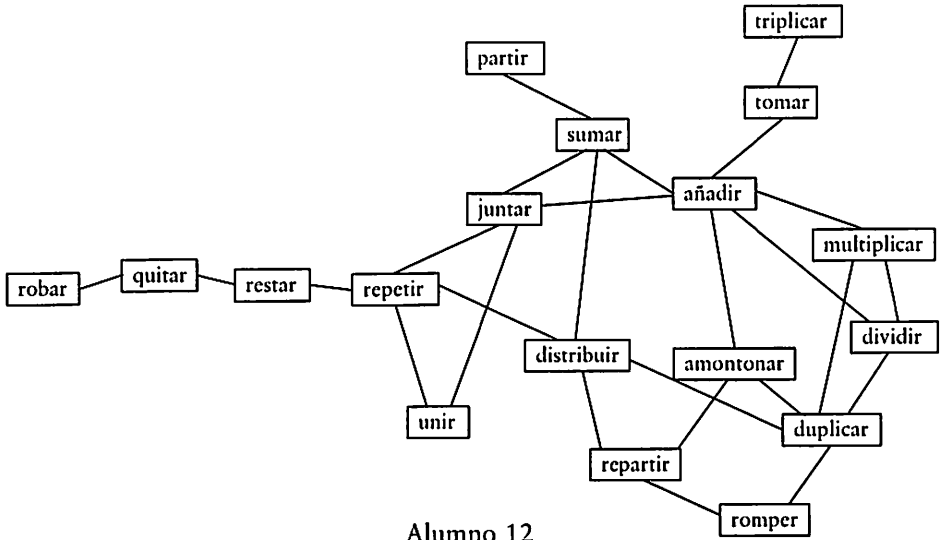 triplicar
partir
tomar
sumar
añadir
juntar
multiplicar
robar
quitar
restar
repetir
dividir
distribuir
amontonar
unir
duplicar
repartir
romper
Alumno 12